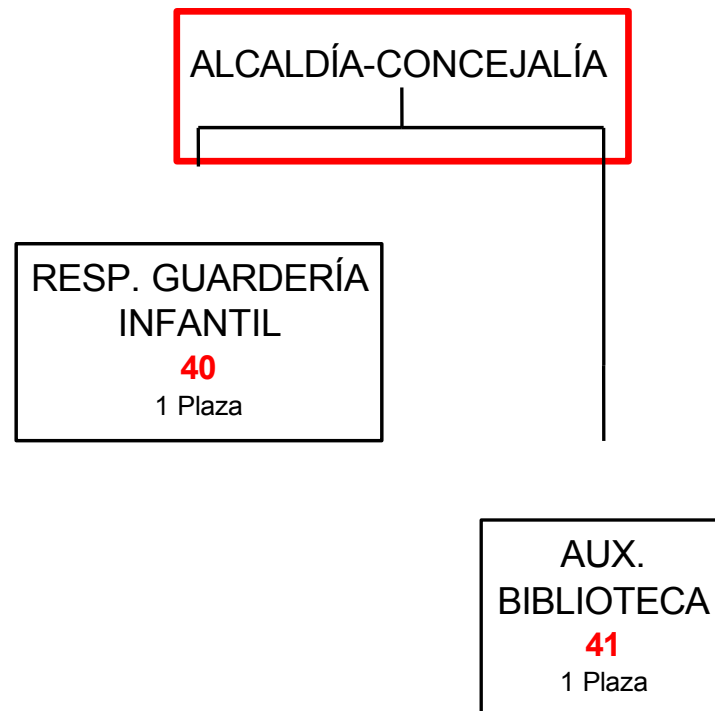 ALCALDÍA-CONCEJALÍA
RESP. GUARDERÍA
INFANTIL
40
1 Plaza
AUX.
BIBLIOTECA
41
1 Plaza